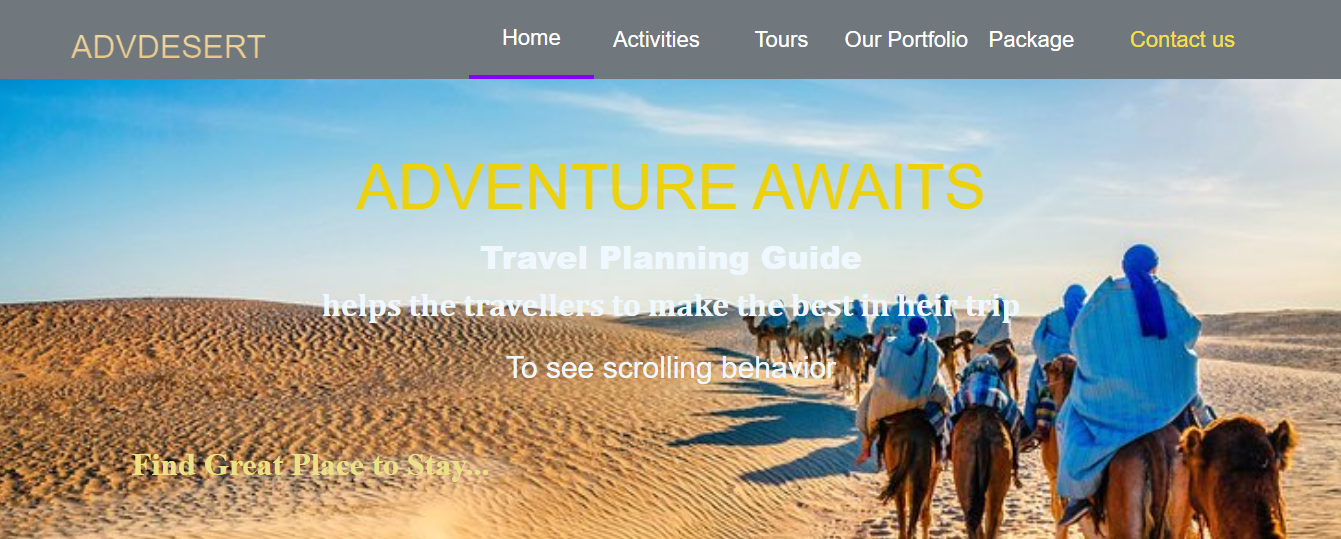 ADVDESERT Home Activities Tours Our Portfolio Package Contact us
ADVENTURE AWAITS
Travel Planning Guide
helps the travellers to make the best in heir trip
To see scrolling behavior
Find Great Place to Stay...